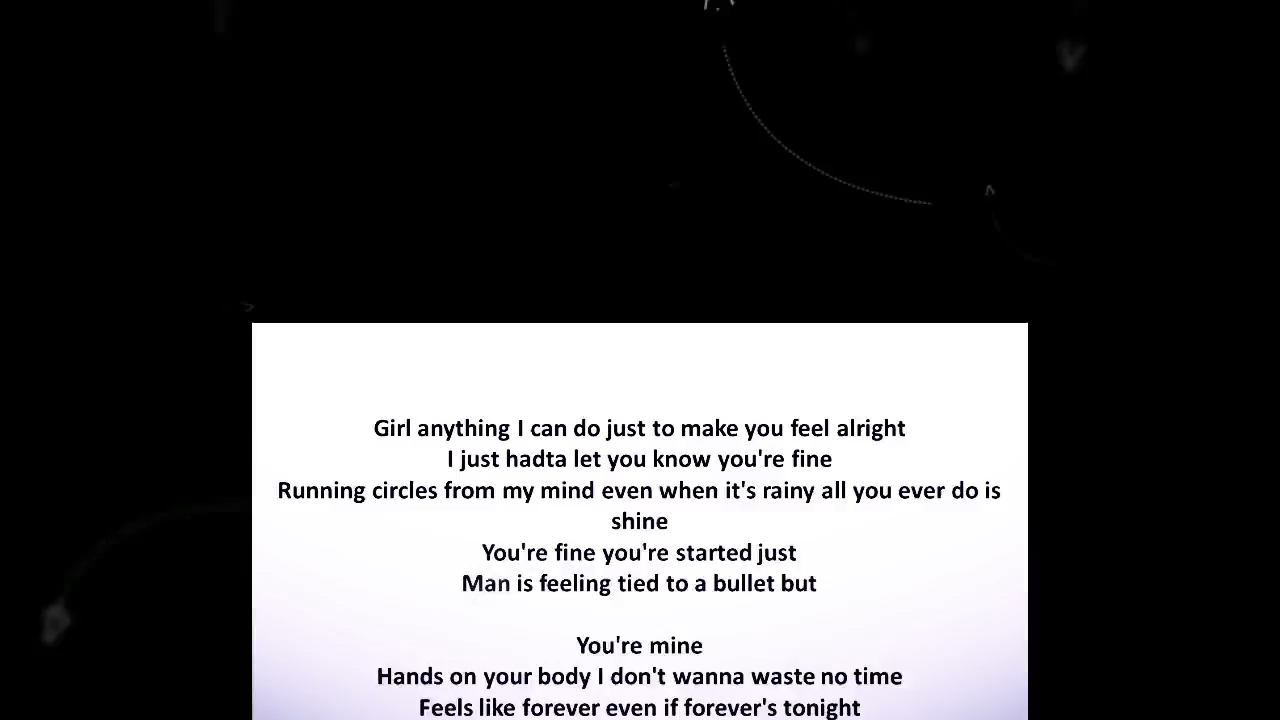 Girl anything I can do just to make you feel alright
I just hadta let you know you're fine
Running circles from my mind even when it's rainy all you ever do is
shine
You're fine you're started just
Man is feeling tied to a bullet but
You're mine
Hands on your body I don't wanna waste no time
Feels like forever even if forever's tonight